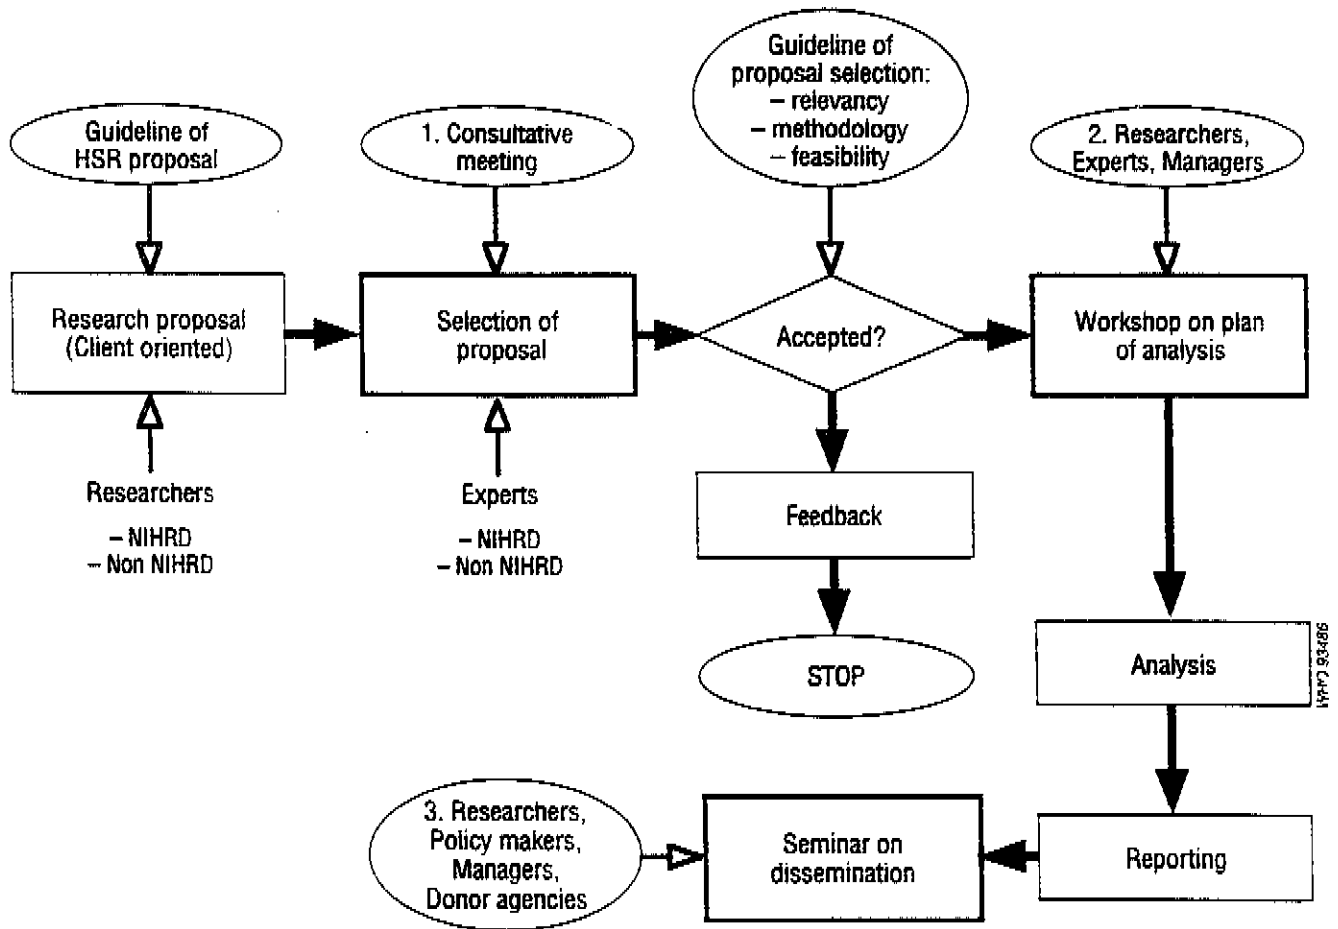 Guideline of
HSR proposal
1. Consultative
meeting
Guideline of
proposal selection:
– relevancy
– methodology
– feasibility
2. Researchers,
Experts, Managers
Research proposal
(Client oriented)
Selection of
proposal
Accepted?
Workshop on plan
of analysis
Researchers
– NIHRD
– Non NIHRD
Experts
– NIHRD
– Non NIHRD
Feedback
STOP
Analysis
WHO 93486
3. Researchers,
Policy makers,
Managers,
Donor agencies
Seminar on
dissemination
Reporting